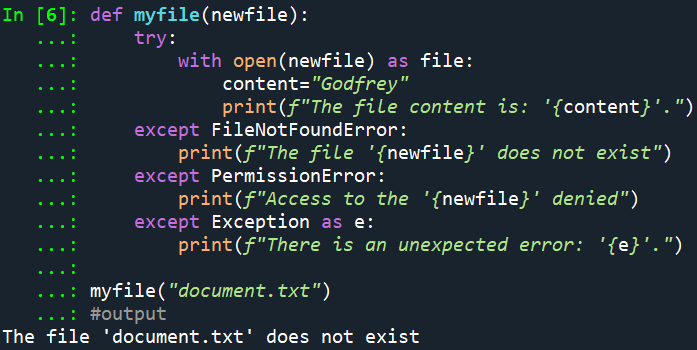 In [6]: def myfile(newfile):
   ...:     try:
   ...:         with open(newfile) as file:
   ...:             content="Godfrey"
   ...:             print(f"The file content is: '{content}'.")
   ...:     except FileNotFoundError:
   ...:         print(f"The file '{newfile}' does not exist")
   ...:     except PermissionError:
   ...:         print(f"Access to the '{newfile}' denied")
   ...:     except Exception as e:
   ...:         print(f"There is an unexpected error: '{e}'.")
   ...:
   ...: myfile("document.txt")
   ...: #output
The file 'document.txt' does not exist